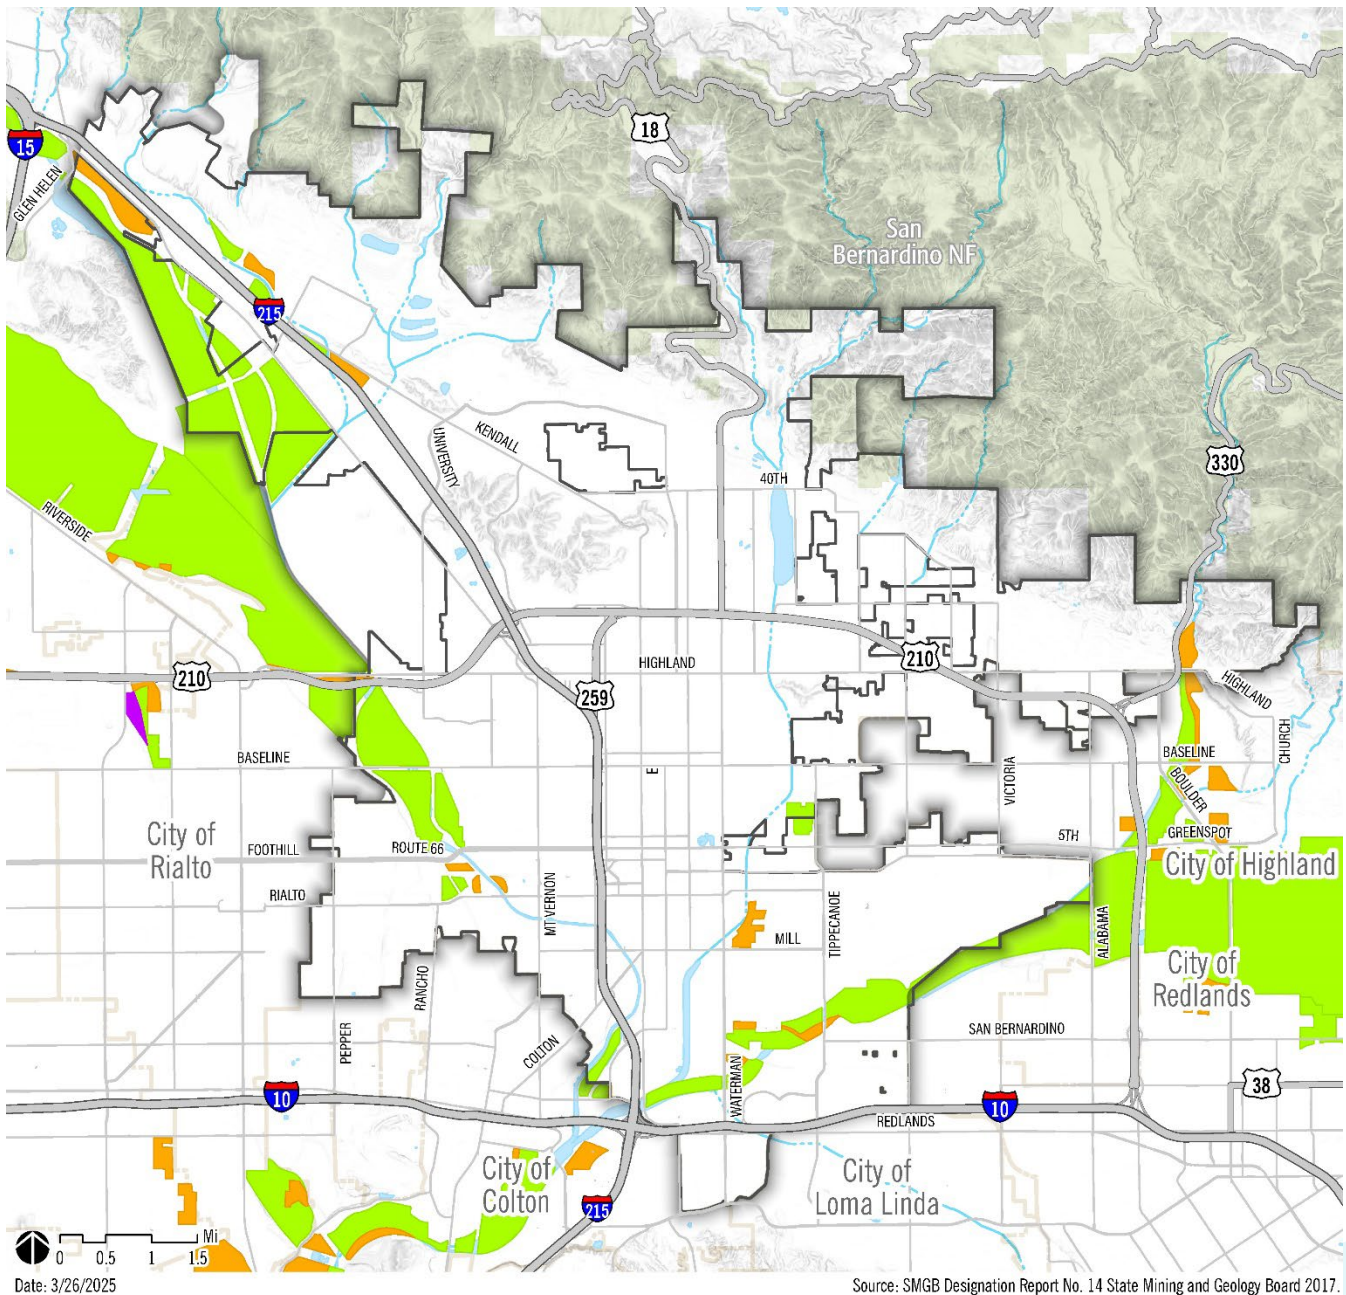 18
15
GLEN HELEN
San
Bernardino NF
215
330
KENDALL
UNIVERSITY
40TH
RIVERSIDE
210
259
HIGHLAND
210
HIGHLAND
BASELINE
E
VICTORIA
BASELINE
CHURCH
BOULDER
City of
Rialto
FOOTHILL
ROUTE 66
5TH
GREENSPOT
City of Highland
RIALTO
MT VERNON
MILL
TIPPECANOE
ALABAMA
City of
Redlands
RANCHO
PEPPER
COLTON
SAN BERNARDINO
WATERMAN
10
10
38
REDLANDS
City of
Colton
City of
Loma Linda
215
Mi
0 0.5 1 1.5
Date: 3/26/2025
Source: SMGB Designation Report No. 14 State Mining and Geology Board 2017.